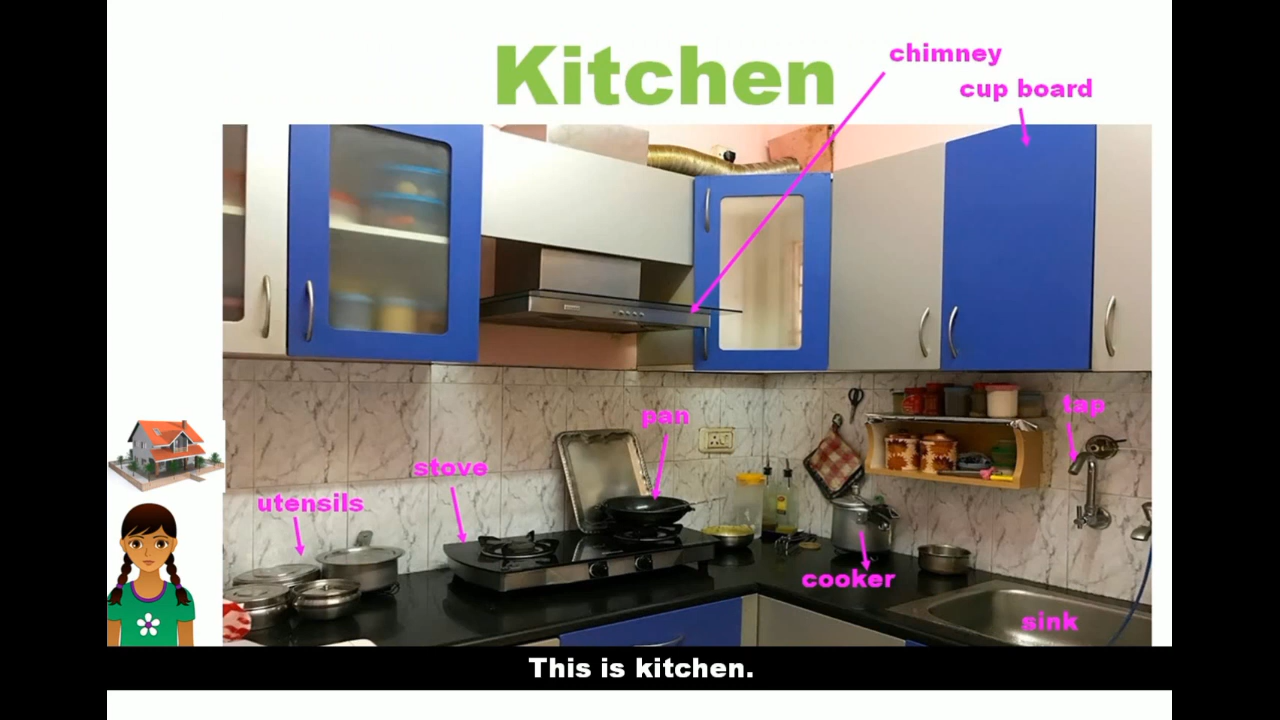 Kitchen
chimney
cup board
pan
tap
stove
utensils
cooker
sink
This is kitchen.